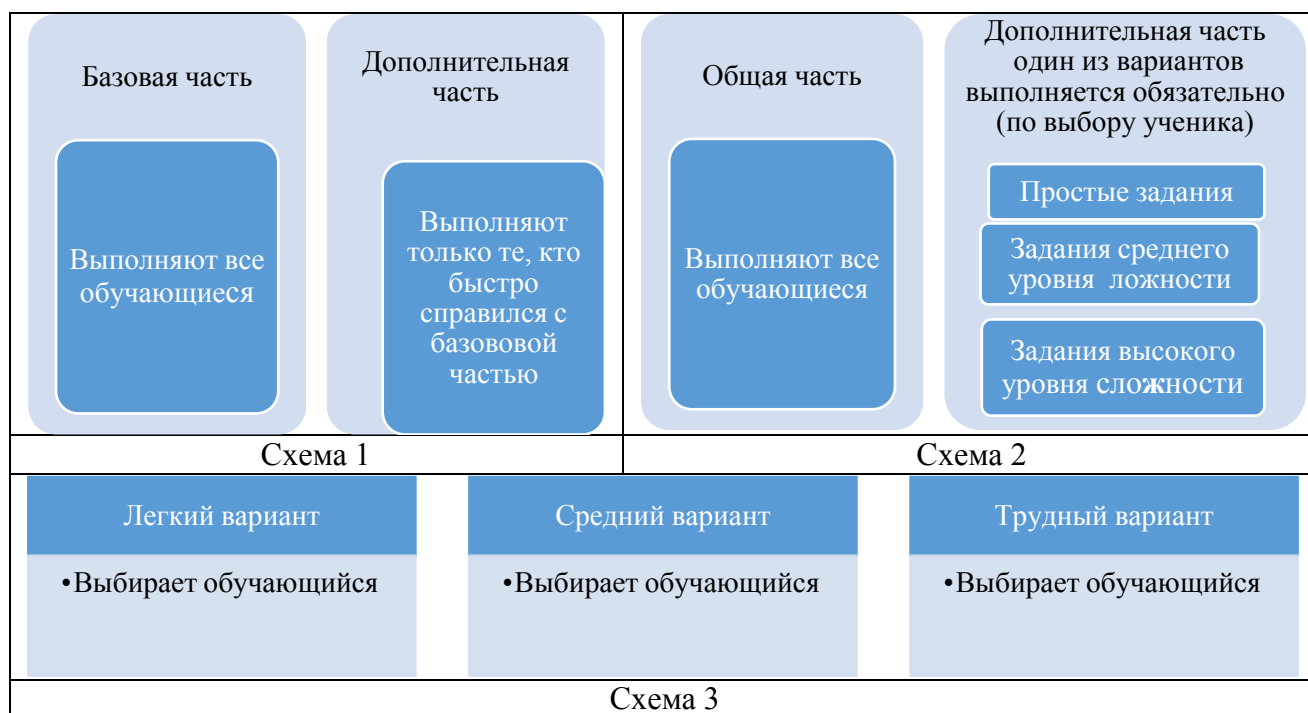 Базовая часть
Выполняют все
обучающиеся
Дополнительная
часть
Выполняют
только те, кто
быстро
справился с
базововой
частью
Схема 1
Общая часть
Выполняют все
обучающиеся
Дополнительная часть
один из вариантов
выполняется обязательно
(по выбору ученика)
Простые задания
Задания среднего
уровня ложности
Задания высокого
уровня сложности
Схема 2
Легкий вариант
•Выбирает обучающийся
Средний вариант
•Выбирает обучающийся
Трудный вариант
•Выбирает обучающийся
Схема 3